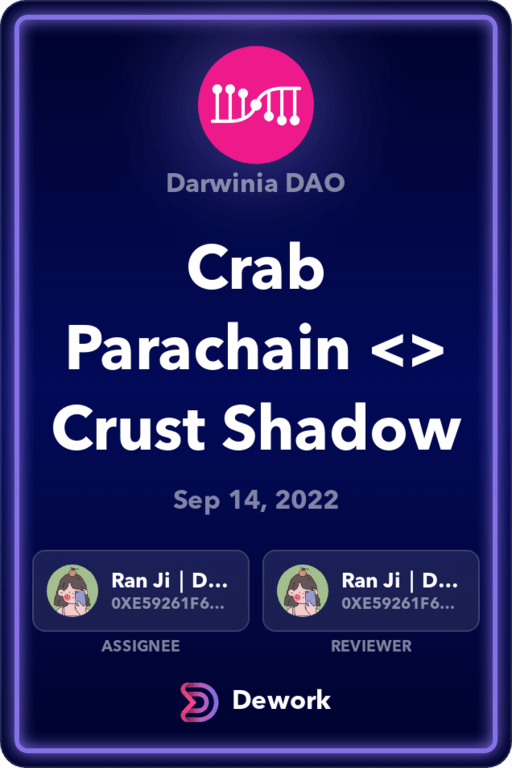 Darwinia DAO
Crab
Parachain <>
Crust Shadow
Sep 14, 2022
Ran Ji | D...
0XE59261F6...
ASSIGNEE
Ran Ji | D...
0XE59261F6...
REVIEWER
Dework